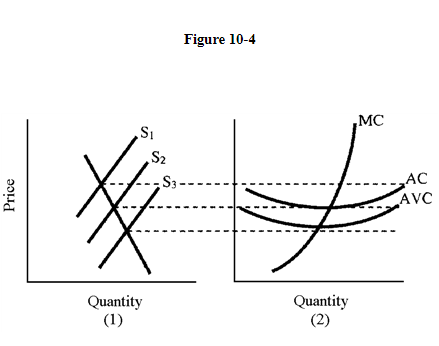 Figure 10-4
S1
S2
S3
Price
Quantity
(1)
MC
AC
AVC
Quantity
(2)